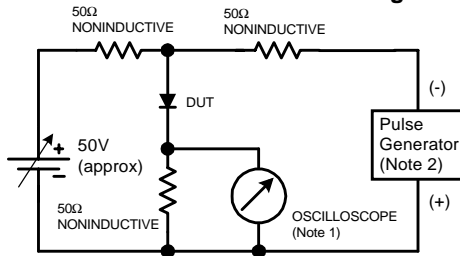 50Ω
NONINDUCTIVE
50Ω
NONINDUCTIVE
(-)
DUT
Pulse
Generator
(Note 2)
+
50V
(approx)
−
(+)
50Ω
NONINDUCTIVE
OSCILLOSCOPE
(Note 1)